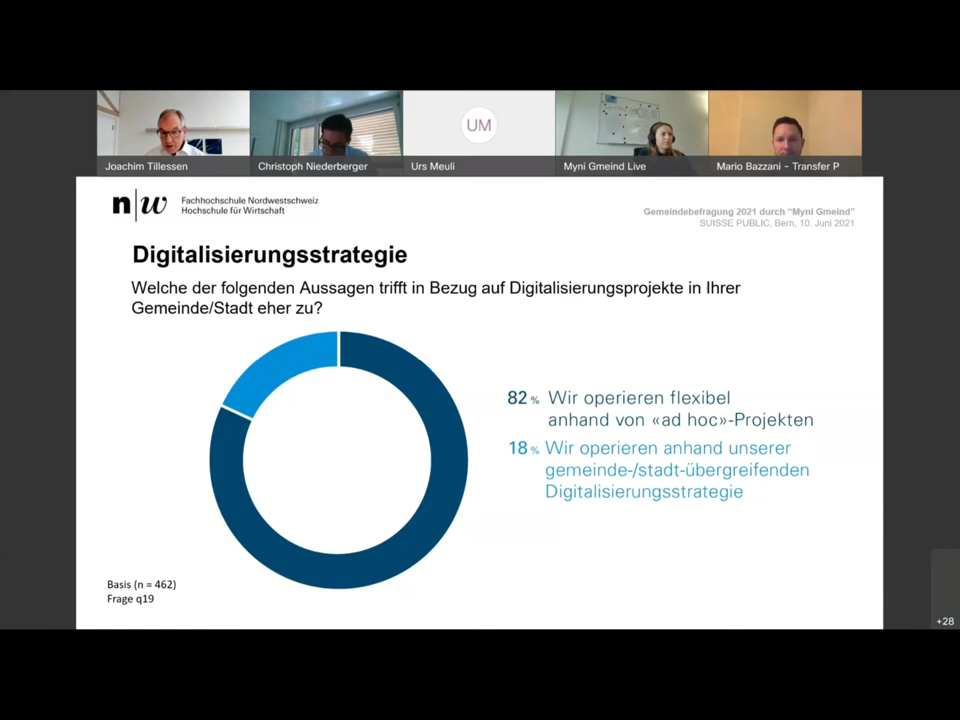 UM
Joachim Tillessen
Christoph Niederberger
Urs Meuli
Myni Gmeind Live
Mario Bazzani - Transfer P
n|w
Fachhochschule Nordwestschweiz
Hochschule für Wirtschaft
Gemeindebefragung 2021 durch "Myni Gmeind"
SUISSE PUBLIC, Bern, 10. Juni 2021
Digitalisierungsstrategie
Welche der folgenden Aussagen trifft in Bezug auf Digitalisierungsprojekte in Ihrer
Gemeinde/Stadt eher zu?
82 % Wir operieren flexibel
anhand von «ad hoc»-Projekten
18 % Wir operieren anhand unserer
gemeinde-/stadt-übergreifenden
Digitalisierungsstrategie
Basis (n = 462)
Frage q19
+28